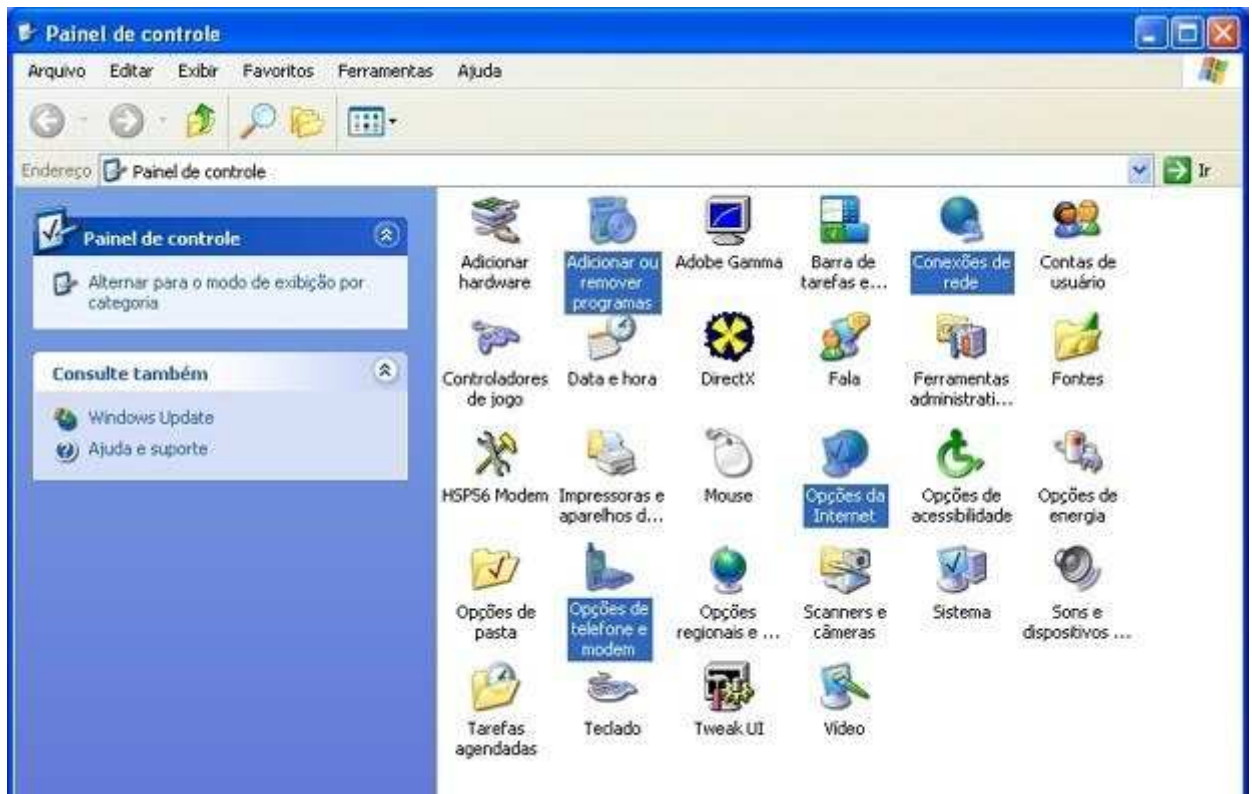 Painel de controle
Arquivo Editar Exibir Favoritos Ferramentas Ajuda
Endereço Painel de controle Ir
Painel de controle
Alternar para o modo de exibição por
categoria
Consulte também
Windows Update
Ajuda e suporte
Adicionar
hardware
Adicionar ou
remover
programas
Adobe Gamma
Barra de
tarefas e...
Conexões de
rede
Contas de
usuário
Controladores
de jogo
Data e hora
DirectX
Fala
Ferramentas
administrati...
Fontes
HSP56 Modem
Impressoras e
aparelhos d...
Mouse
Opções da
Internet
Opções de
acessibilidade
Opções de
energia
Opções de
pasta
Opções de
telefone e
modem
Opções
regionais e ...
Scanners e
câmeras
Sistema
Sons e
dispositivos ...
Tarefas
agendadas
Teclado
Tweak UI
Vídeo